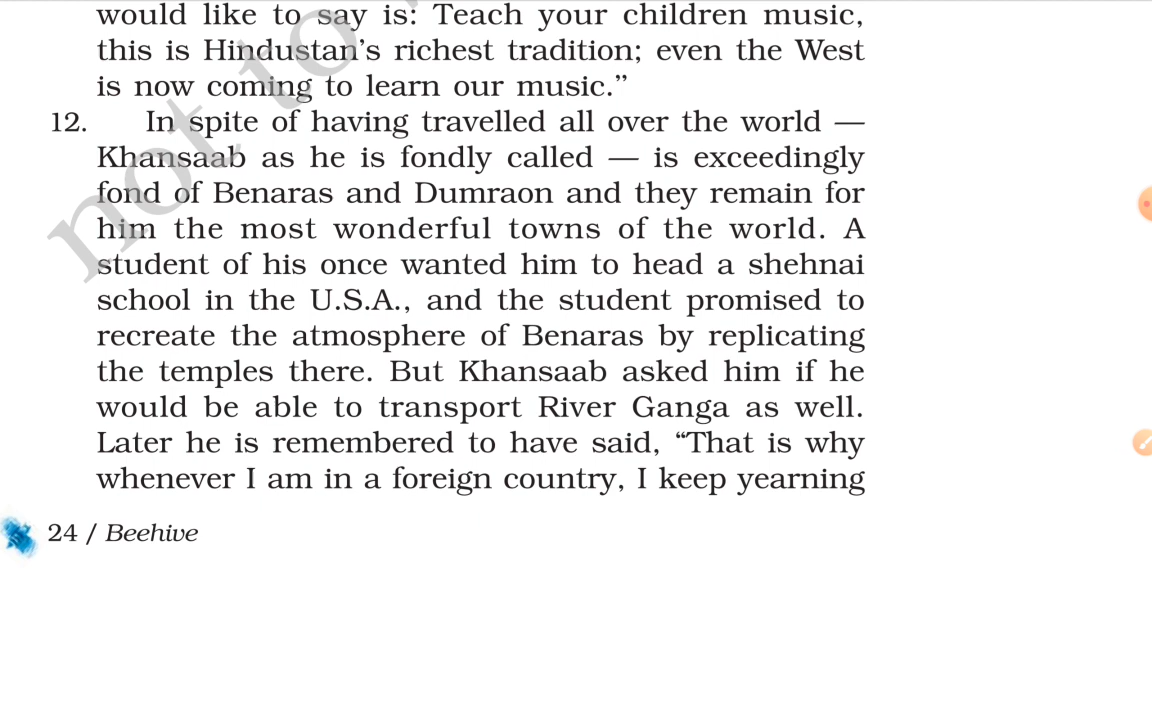 would like to say is: Teach your children music,
this is Hindustan’s richest tradition; even the West
is now coming to learn our music.”
12. In spite of having travelled all over the world —
Khansaab as he is fondly called — is exceedingly
fond of Benaras and Dumraon and they remain for
him the most wonderful towns of the world. A
student of his once wanted him to head a shehnai
school in the U.S.A., and the student promised to
recreate the atmosphere of Benaras by replicating
the temples there. But Khansaab asked him if he
would be able to transport River Ganga as well.
Later he is remembered to have said, “That is why
whenever I am in a foreign country, I keep yearning
24 / Beehive
not to